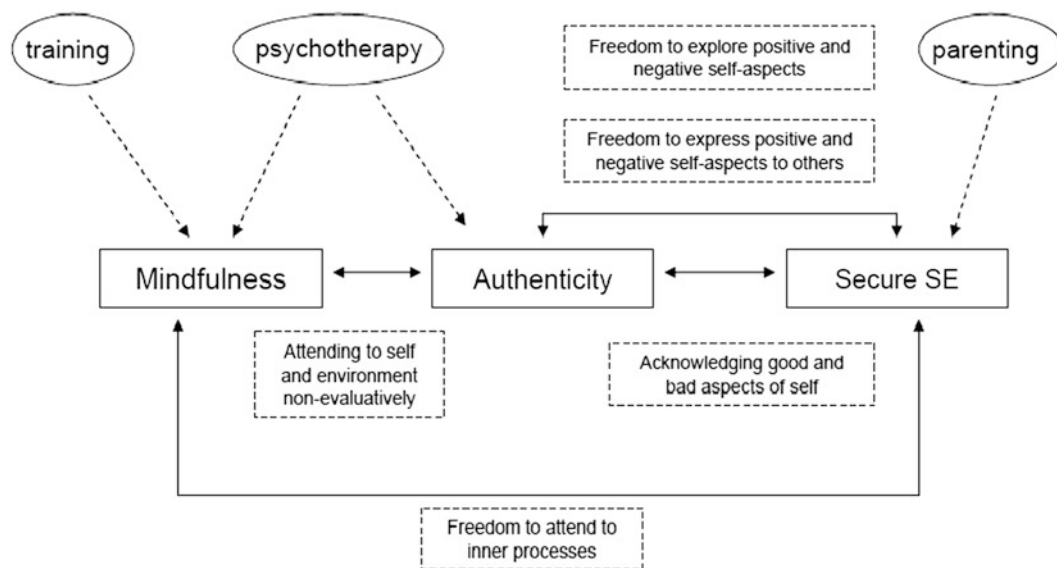 training
psychotherapy
Freedom to explore positive and
negative self-aspects
parenting
Freedom to express positive and
negative self-aspects to others
Mindfulness
Authenticity
Secure SE
Attending to self
and environment
non-evaluatively
Acknowledging good and
bad aspects of self
Freedom to attend to
inner processes